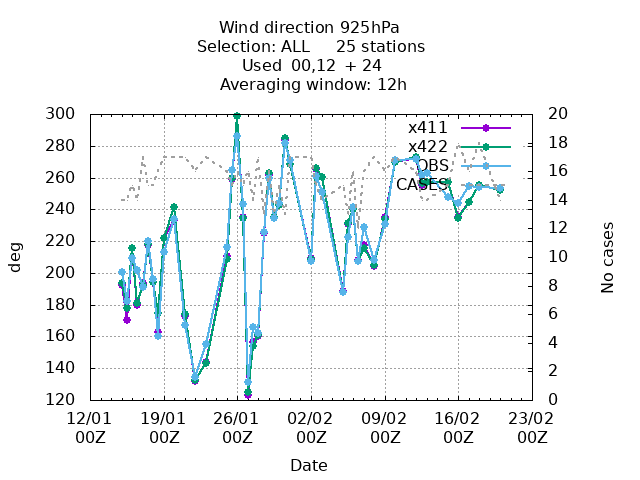 Wind direction 925hPa
Selection: ALL 25 stations
Used 00,12 + 24
Averaging window: 12h
300
280
260
240
220
200
180
160
140
120
deg
20
18
16
14
12
10
8
6
4
2
0
No cases
x411
x422
OBS
CASES
12/01 19/01 26/01 02/02 09/02 16/02 23/02
00Z 00Z 00Z 00Z 00Z 00Z 00Z
Date